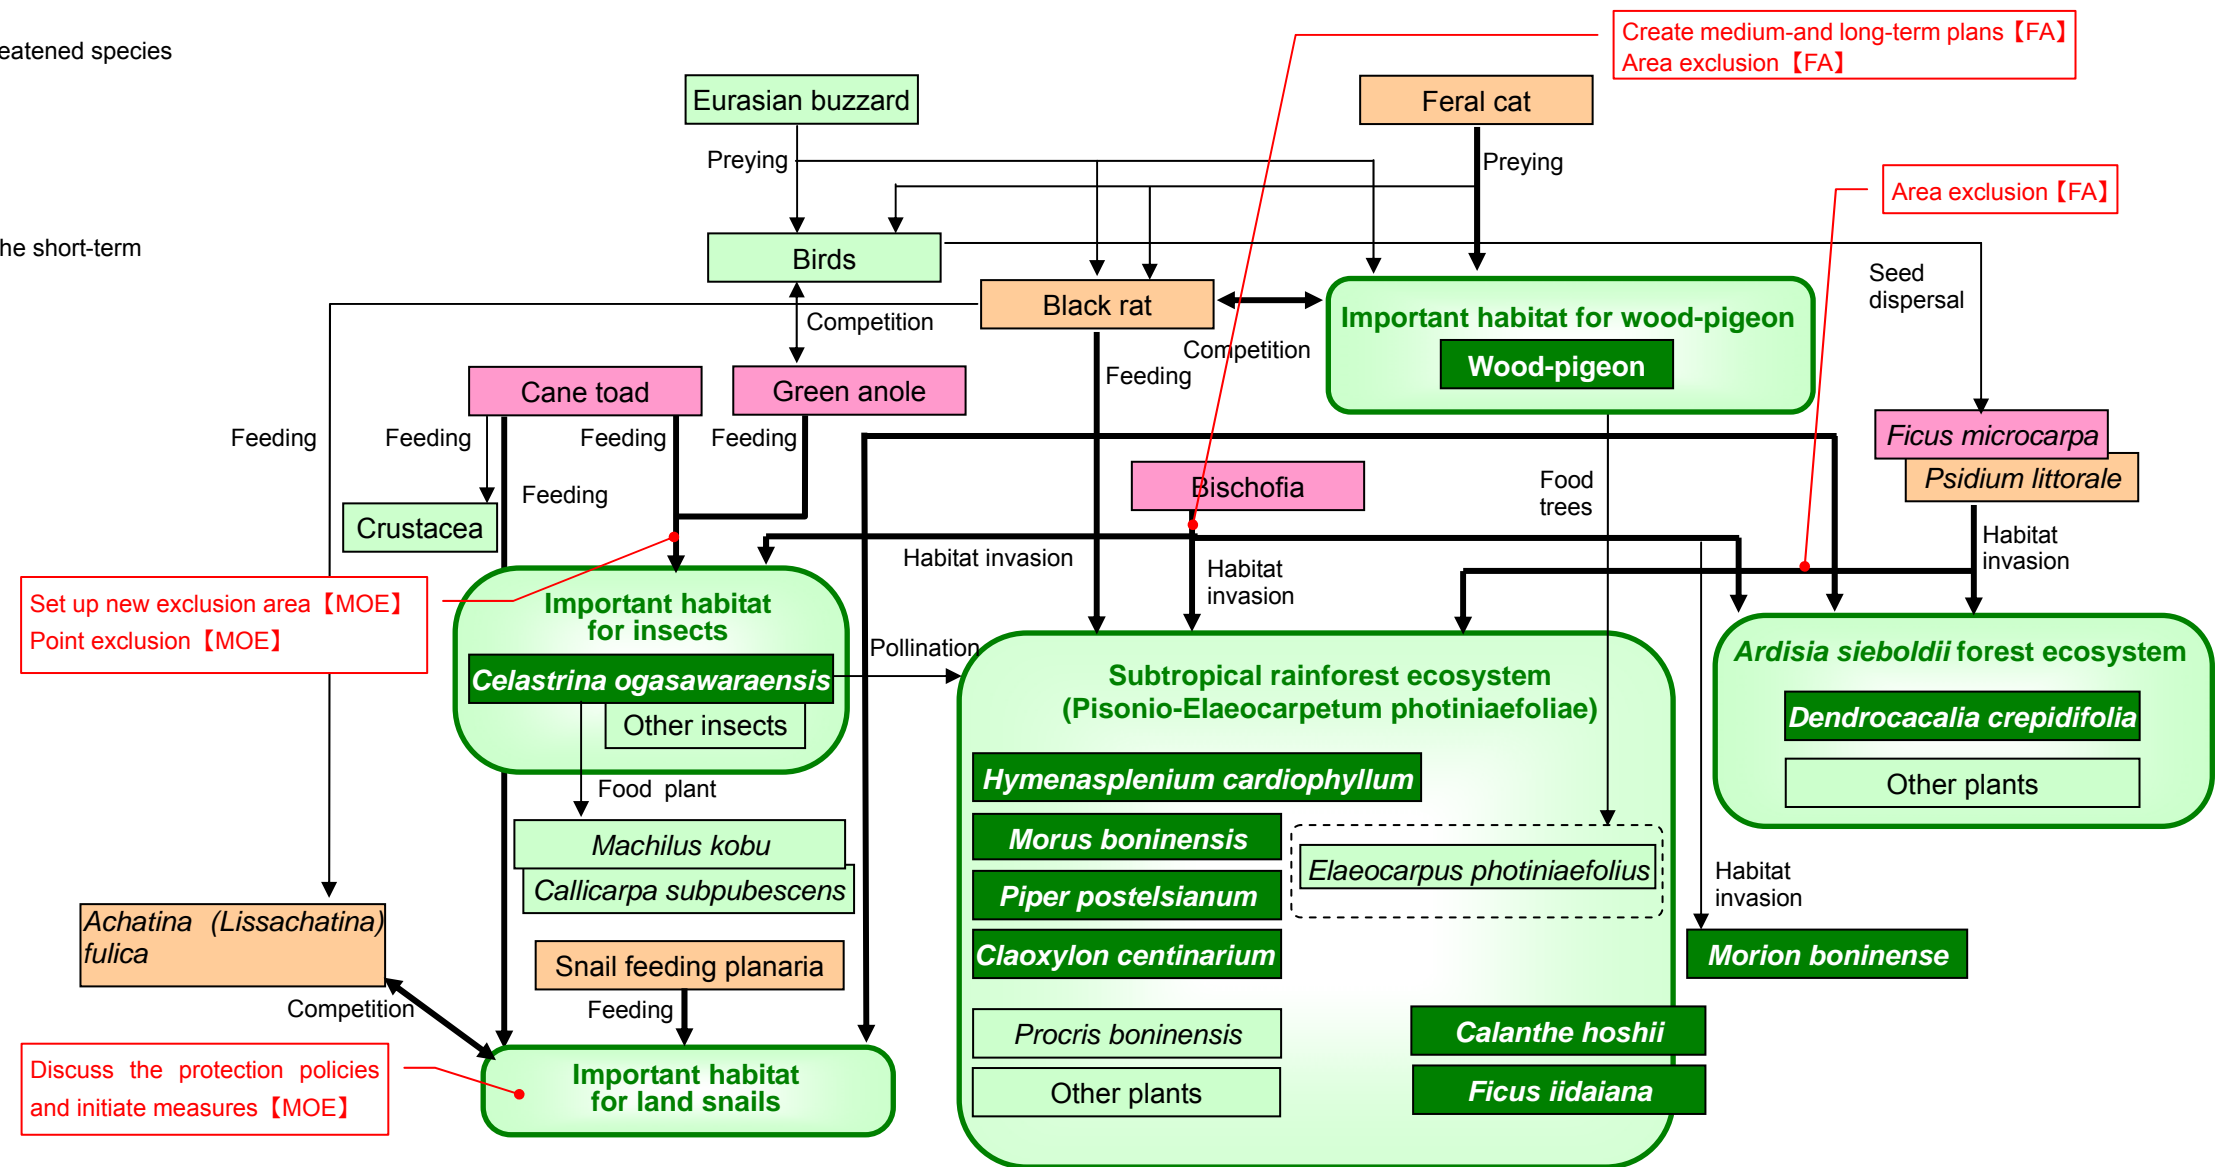 eatened species
he short-term
Create medium-and long-term plans【FA】
Area exclusion【FA】
Eurasian buzzard
Feral cat
Preying
Preying
Area exclusion【FA】
Birds
Seed
dispersal
Black rat
Competition
Important habitat for wood-pigeon
Wood-pigeon
Competition
Feeding
Cane toad
Green anole
Feeding
Feeding
Feeding
Feeding
Ficus microcarpa
Psidium littorale
Bischofia
Food
trees
Feeding
Crustacea
Habitat invasion
Habitat
invasion
Habitat
invasion
Set up new exclusion area【MOE】
Point exclusion【MOE】
Important habitat
for insects
Celastrina ogasawaraensis
Other insects
Pollination
Subtropical rainforest ecosystem
(Pisonio-Elaeocarpetum photiniaefoliae)
Ardisia sieboldii forest ecosystem
Dendrocacalia crepidifolia
Other plants
Food plant
Machilus kobu
Callicarpa subpubescens
Hymenasplenium cardiophyllum
Morus boninensis
Piper postelsianum
Claoxylon centinarium
Elaeocarpus photiniaefolius
Habitat
invasion
Morion boninense
Achatina (Lissachatina)
fulica
Snail feeding planaria
Competition
Feeding
Procris boninensis
Other plants
Calanthe hoshii
Ficus iidaiana
Discuss the protection policies
and initiate measures【MOE】
Important habitat
for land snails